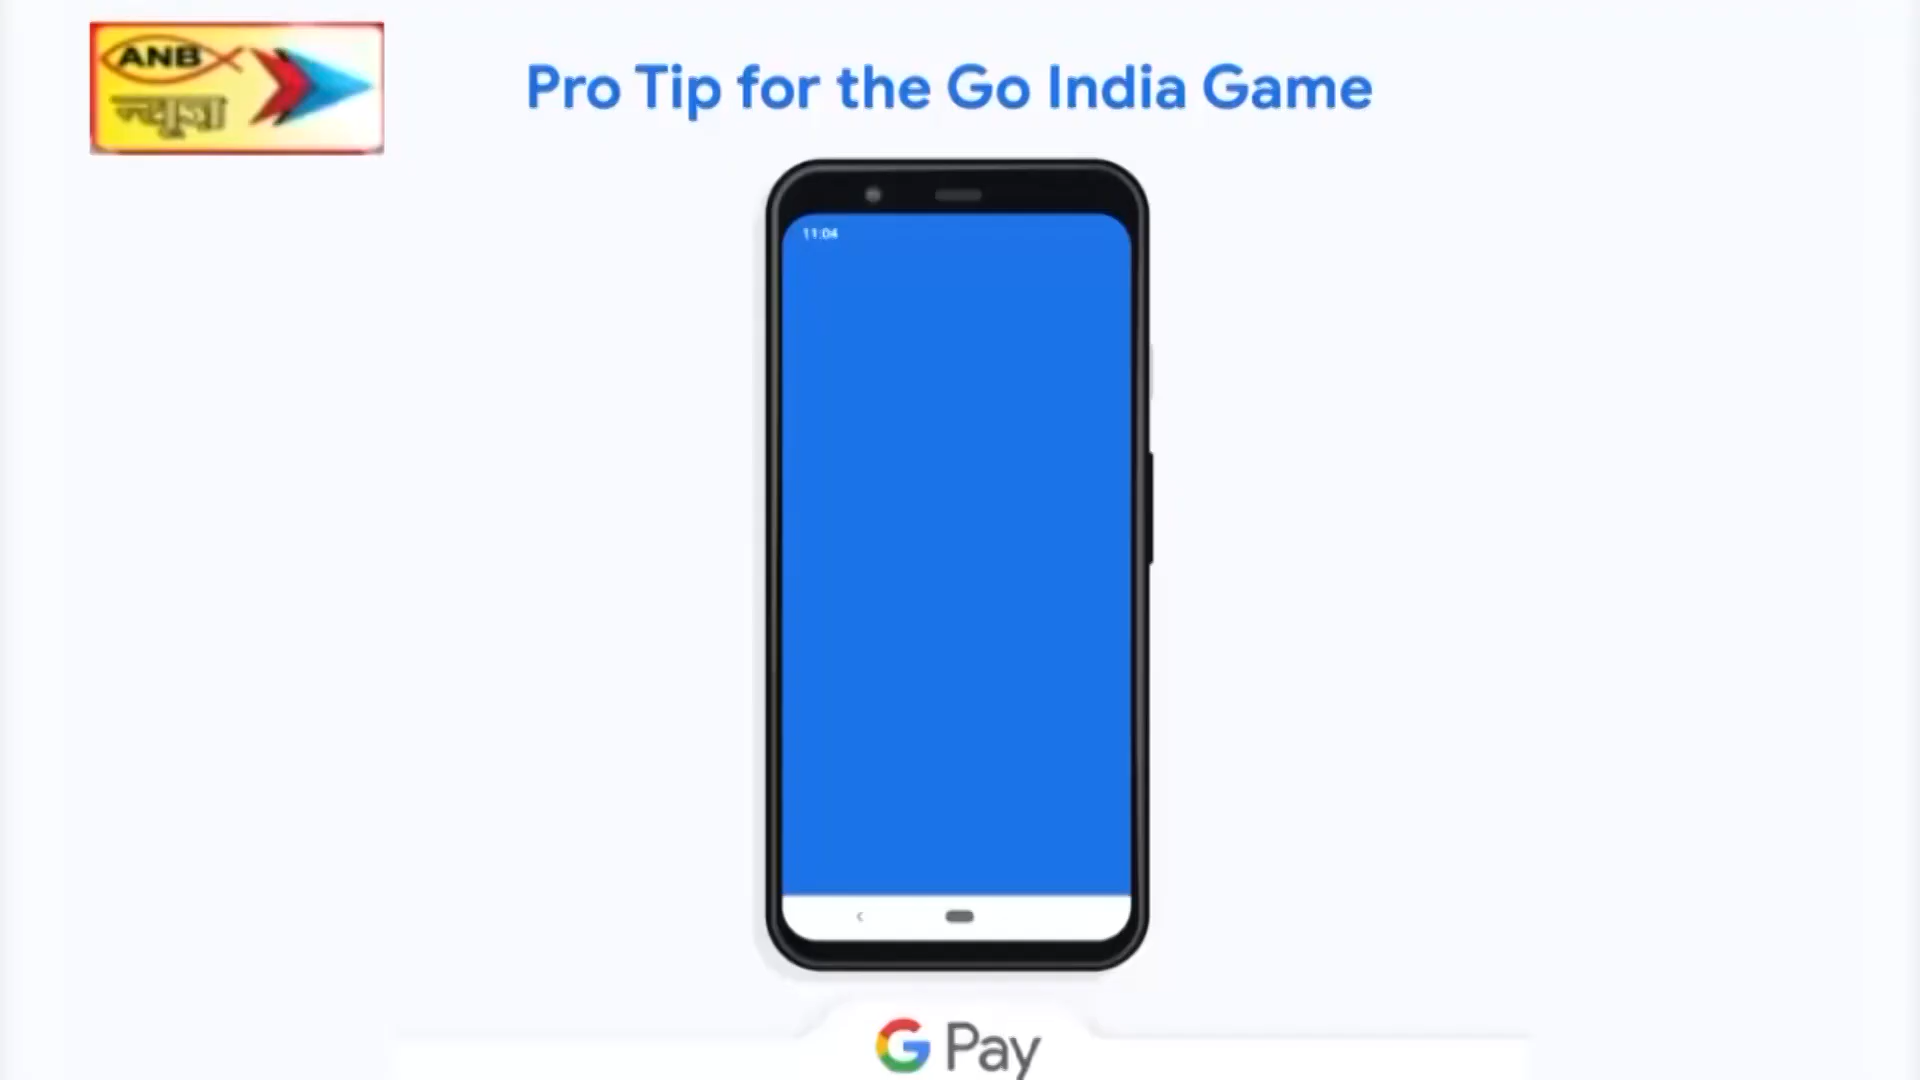 ANB
न्यूज़
Pro Tip for the Go India Game
11:04
G Pay